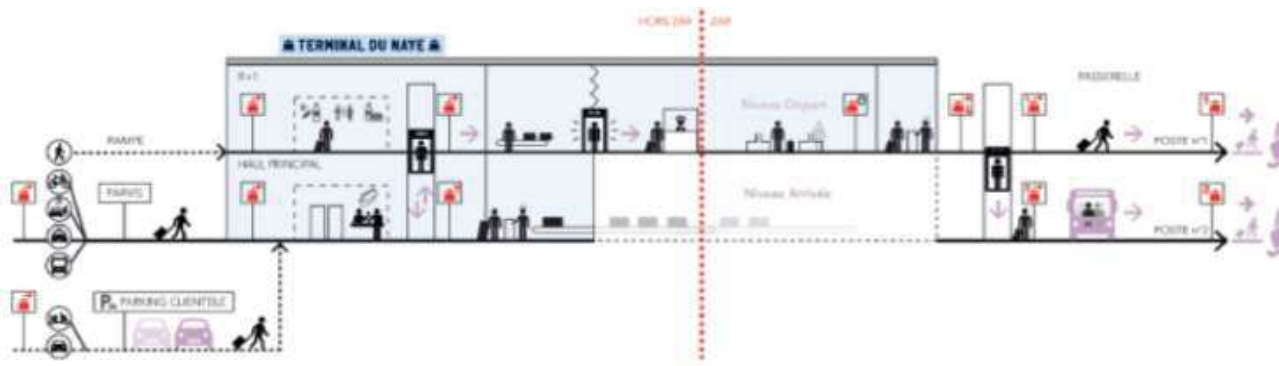 HORS ZAR ZAR
TERMINAL DU NAYE
R+1
PASSERELLE
Niveau Départ
RAMPE
POSTE n°1
HALL PRINCIPAL
PARVIS
Niveau Arrivée
POSTE n°2
PARKING CLIENTELE